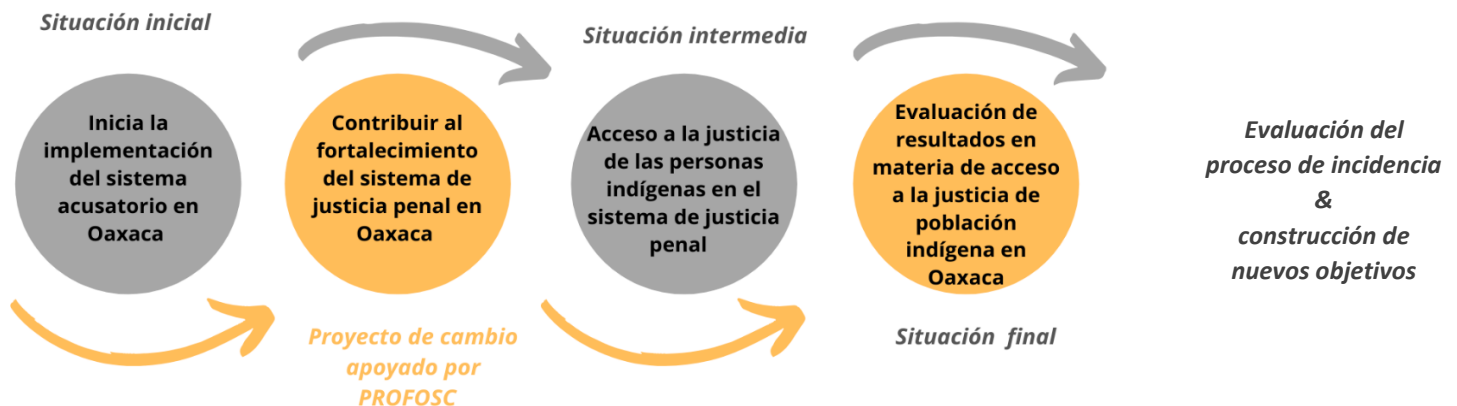 Situación inicial
Inicia la
implementación
del sistema
acusatorio en
Oaxaca
Contribuir al
fortalecimiento
del sistema de
justicia penal en
Oaxaca
Proyecto de cambio
apoyado por
PROFOSC
Situación intermedia
Acceso a la justicia
de las personas
indígenas en el
sistema de justicia
penal
Evaluación de
resultados en
materia de acceso
a la justicia de
población
indígena en
Oaxaca
Situación  final
Evaluación del
proceso de incidencia
&
construcción de
nuevos objetivos